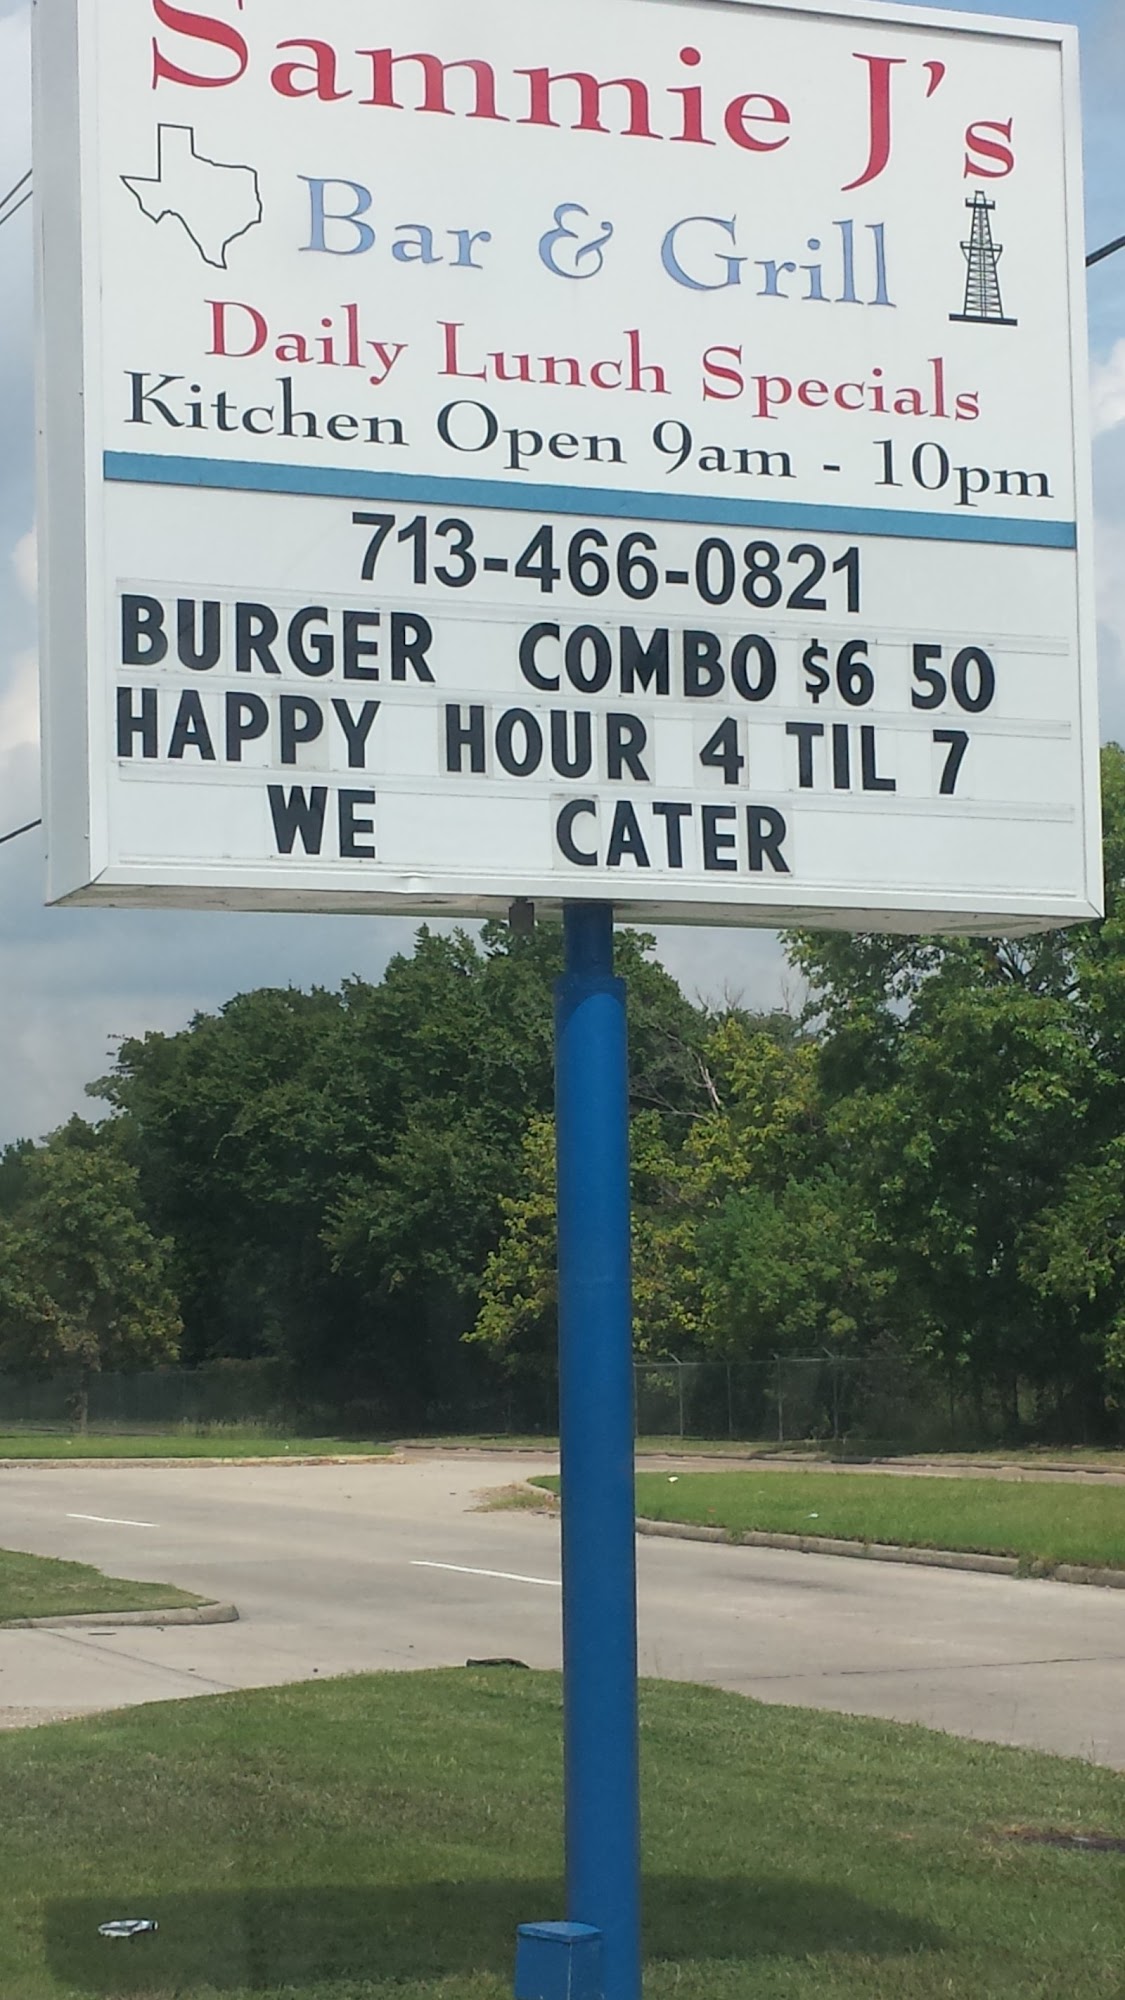 Sammie J's
Bar & Grill
Daily Lunch Specials
Kitchen Open 9am - 10pm
713-466-0821
BURGER COMBO $6 50
HAPPY HOUR 4 TIL 7
WE CATER